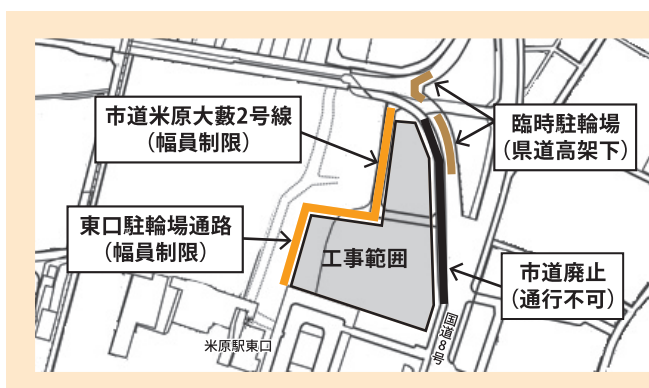 市道米原大藪2号線
（幅員制限）
臨時駐輪場
（県道高架下）
東口駐輪場通路
（幅員制限）
工事範囲
市道廃止
（通行不可）
国道8号
米原駅東口